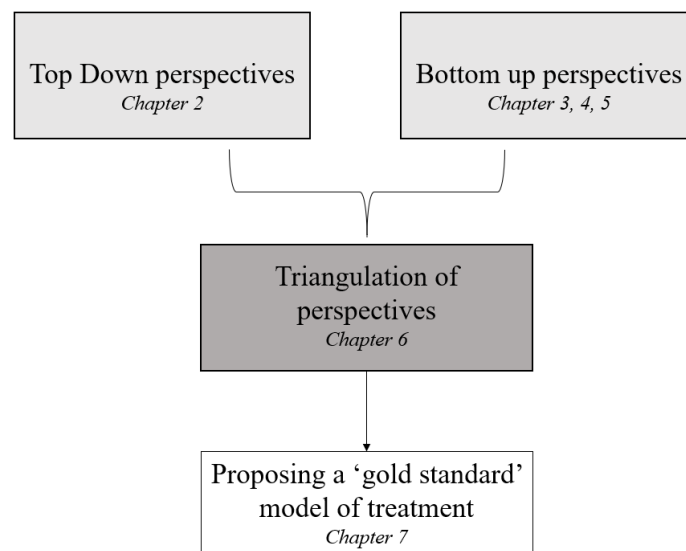 Top Down perspectives
Chapter 2
Bottom up perspectives
Chapter 3, 4, 5
Triangulation of
perspectives
Chapter 6
Proposing a ‘gold standard’
model of treatment
Chapter 7